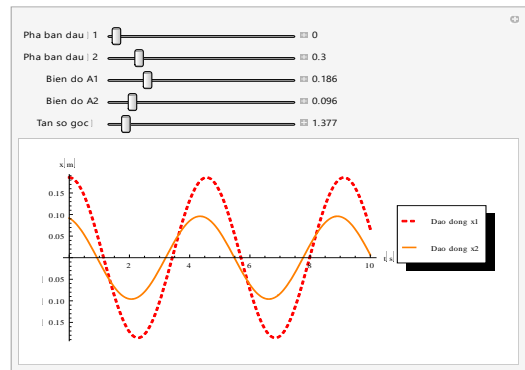 Pha ban dau 1 0
Pha ban dau 2 0.3
Bien do A1 0.186
Bien do A2 0.096
Tan so goc 1.377
x m
0.15
0.10
0.05
2 4 6 8 10 t s
0.05
0.10
0.15
Dao dong x1
Dao dong x2